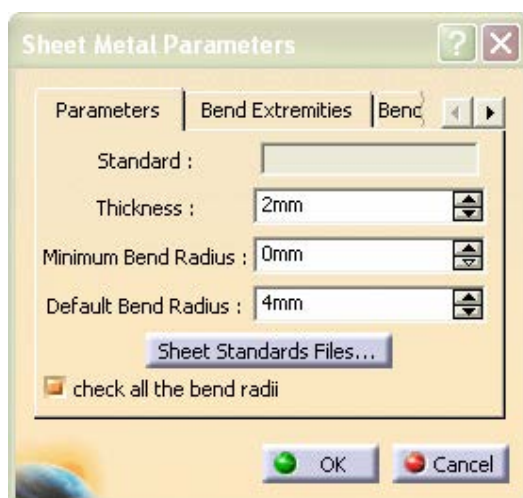 Sheet Metal Parameters
Parameters Bend Extremities Bend
Standard :
Thickness : 2mm
Minimum Bend Radius : 0mm
Default Bend Radius : 4mm
Sheet Standards Files...
check all the bend radii
OK Cancel